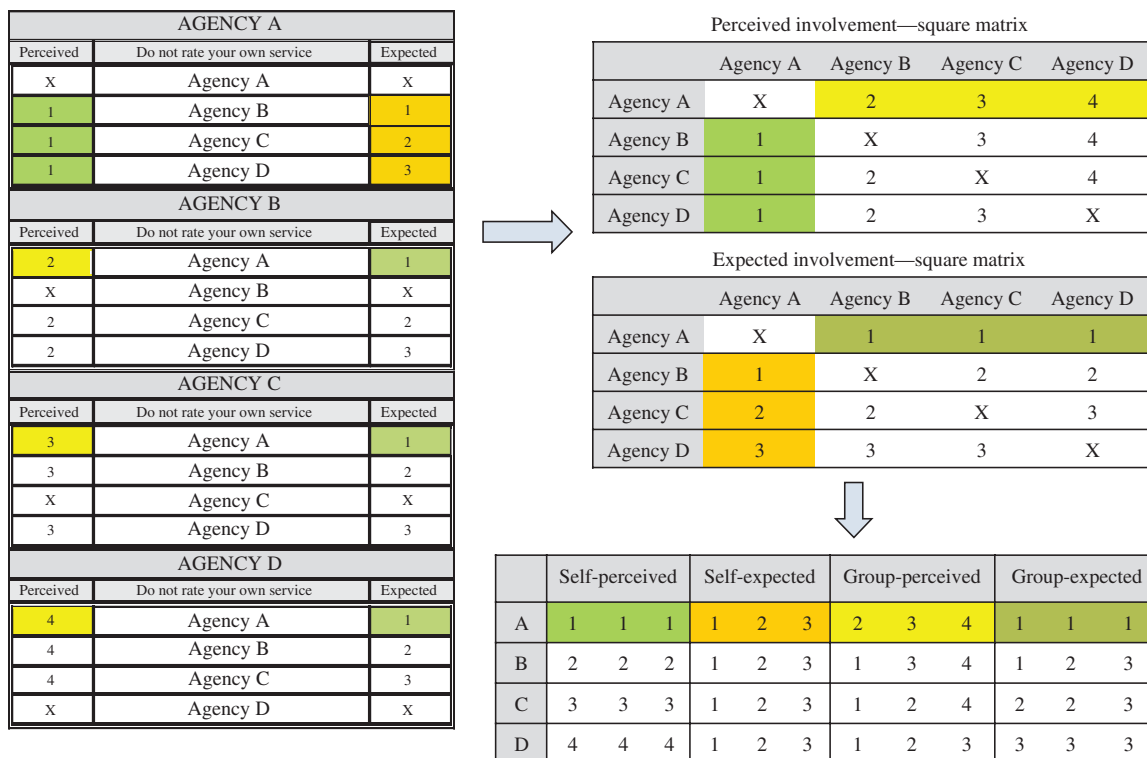 AGENCY A
Perceived Do not rate your own service Expected
X Agency A X
1 Agency B 1
1 Agency C 2
1 Agency D 3
AGENCY B
Perceived Do not rate your own service Expected
2 Agency A 1
X Agency B X
2 Agency C 2
2 Agency D 3
AGENCY C
Perceived Do not rate your own service Expected
3 Agency A 1
3 Agency B 2
X Agency C X
3 Agency D 3
AGENCY D
Perceived Do not rate your own service Expected
4 Agency A 1
4 Agency B 2
4 Agency C 3
X Agency D X
Perceived involvement—square matrix
Agency A Agency B Agency C Agency D
Agency A X 2 3 4
Agency B 1 X 3 4
Agency C 1 2 X 4
Agency D 1 2 3 X
Expected involvement—square matrix
Agency A Agency B Agency C Agency D
Agency A X 1 1 1
Agency B 1 X 2 2
Agency C 2 2 X 3
Agency D 3 3 3 X
Self-perceived Self-expected Group-perceived Group-expected
A 1 1 1 1 2 3 2 3 4 1 1 1
B 2 2 2 1 2 3 1 3 4 1 2 3
C 3 3 3 1 2 3 1 2 4 2 2 3
D 4 4 4 1 2 3 1 2 3 3 3 3